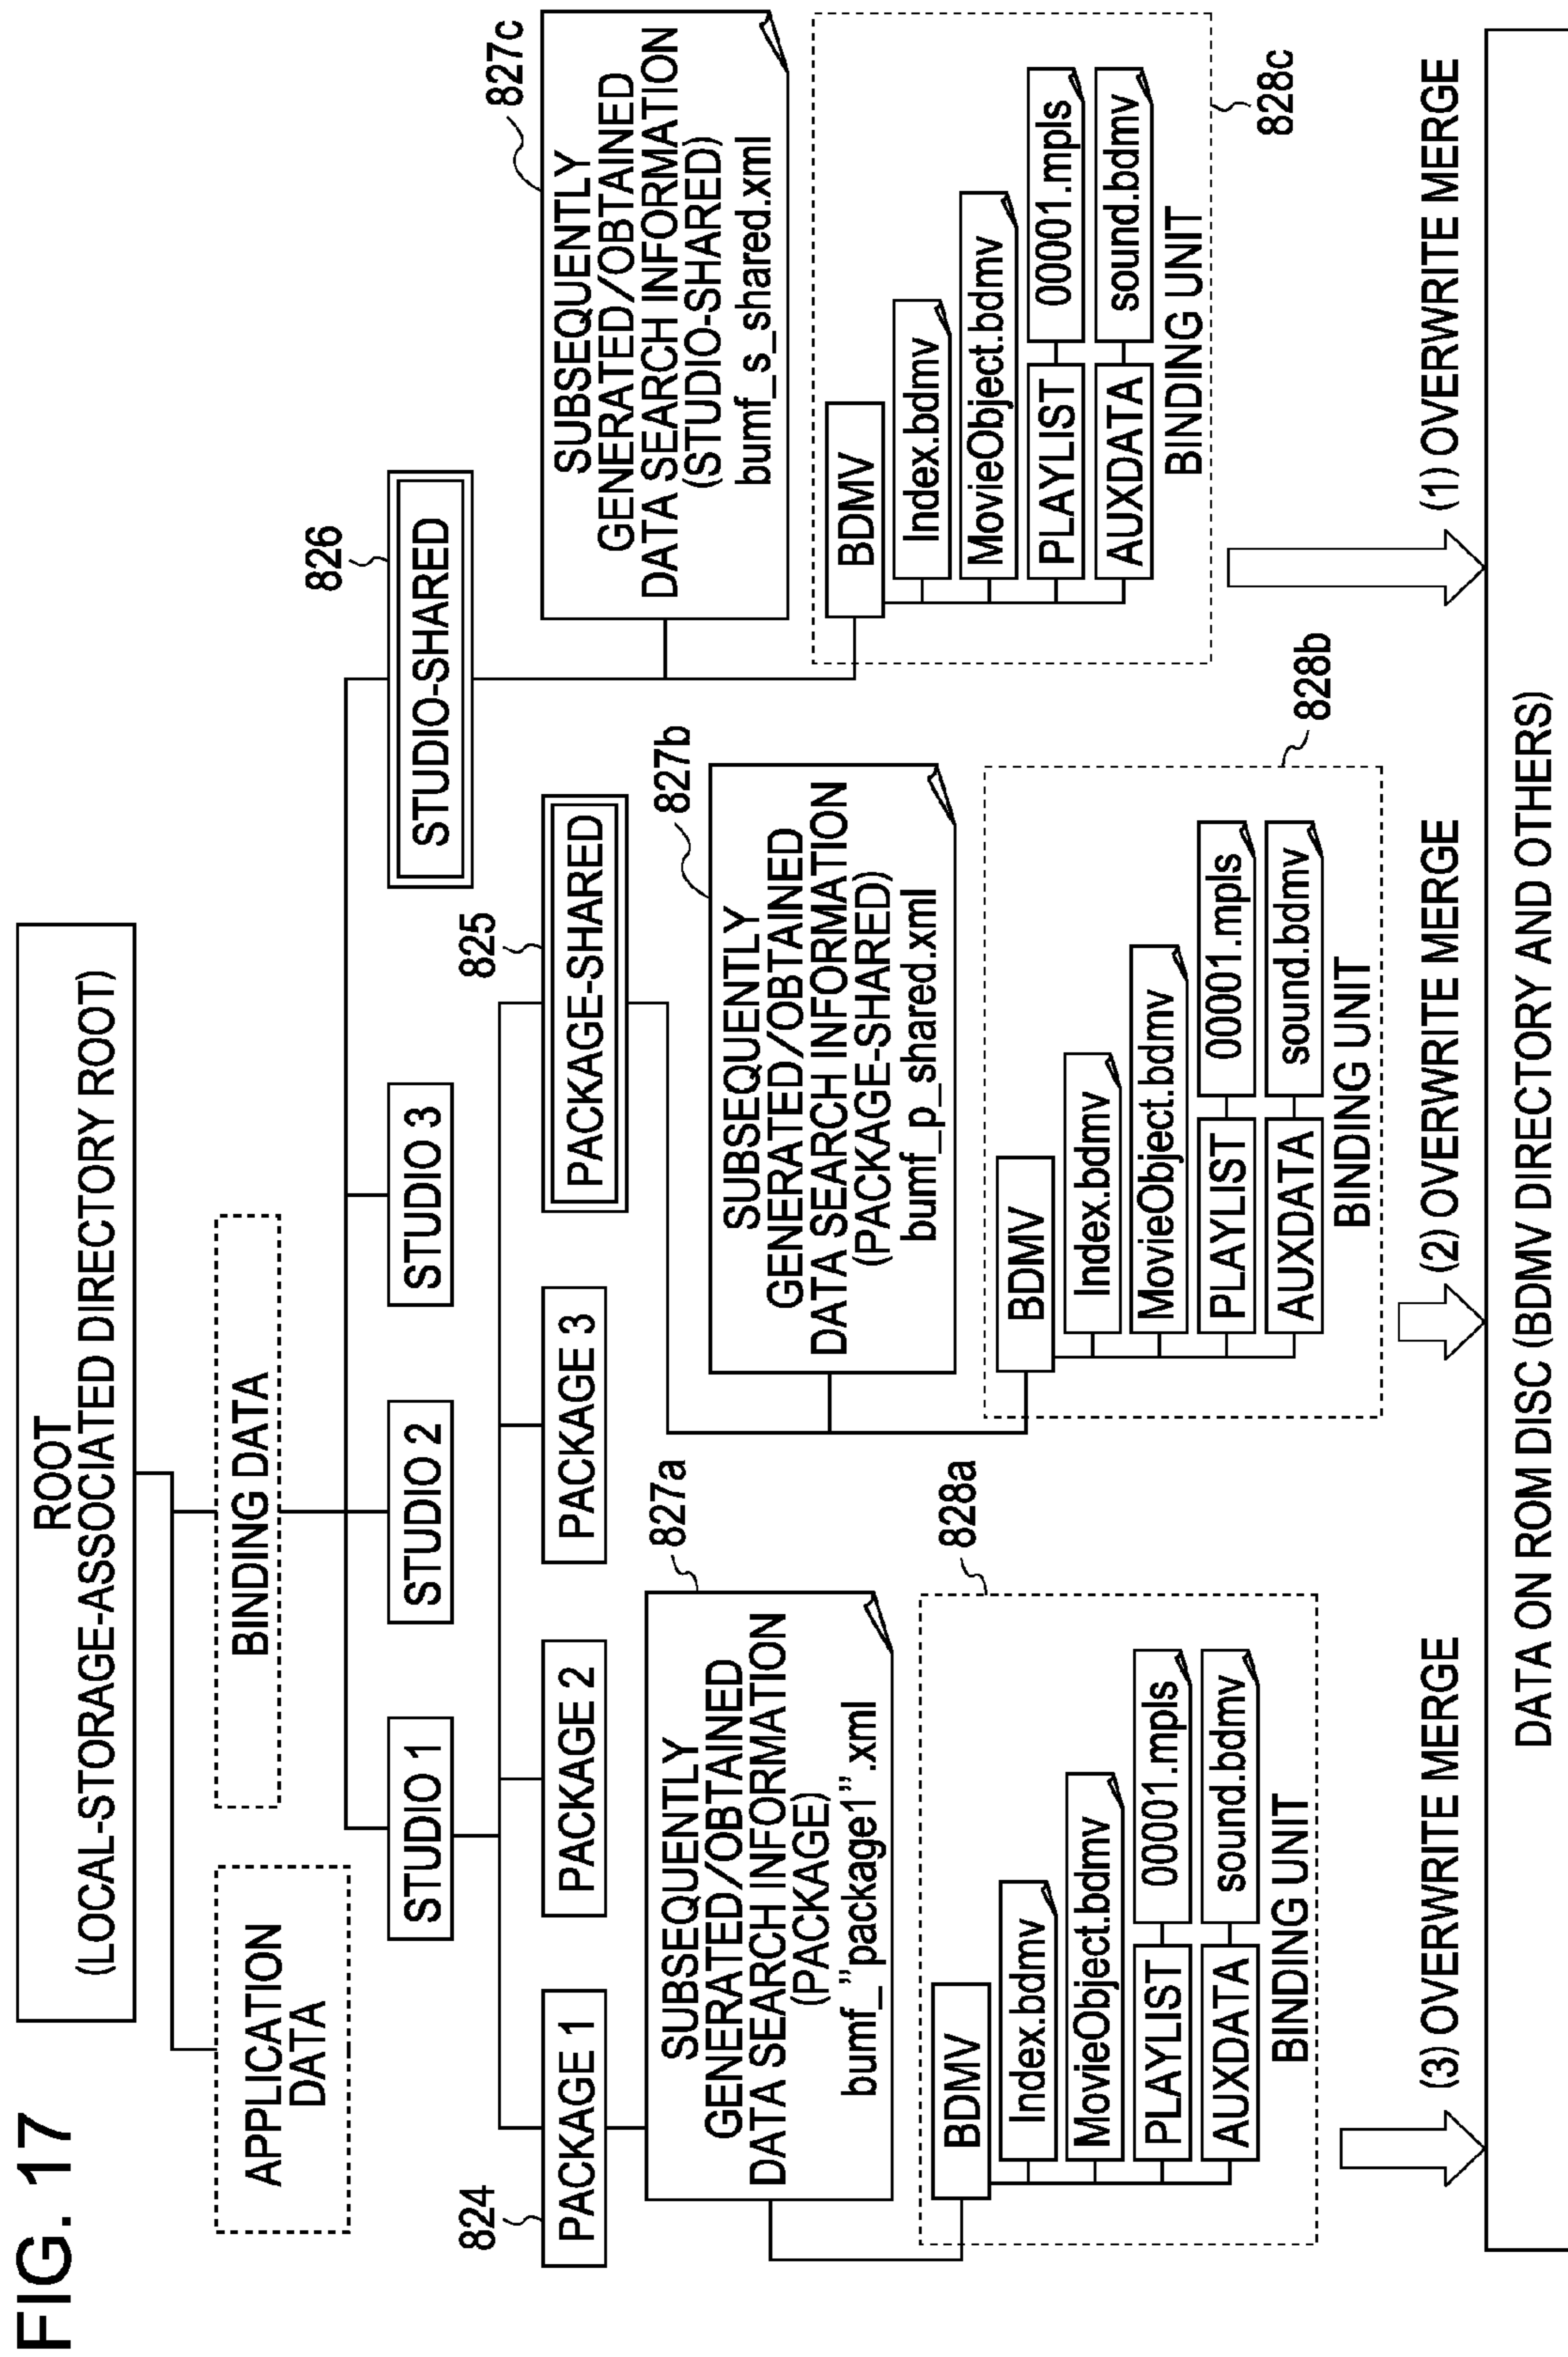 FIG. 17
ROOT
(LOCAL-STORAGE-ASSOCIATED DIRECTORY ROOT)
APPLICATION
DATA
BINDING DATA
STUDIO 1
STUDIO 2
STUDIO 3
826
STUDIO-SHARED
824
PACKAGE 1
PACKAGE 2
PACKAGE 3
825
PACKAGE-SHARED
827a
SUBSEQUENTLY
GENERATED/OBTAINED
DATA SEARCH INFORMATION
(PACKAGE)
bumf_”package1”.xml
828a
BDMV
Index.bdmv
MovieObject.bdmv
PLAYLIST
00001.mpls
AUXDATA
sound.bdmv
BINDING UNIT
827b
SUBSEQUENTLY
GENERATED/OBTAINED
DATA SEARCH INFORMATION
(PACKAGE-SHARED)
bumf_p_shared.xml
828b
BDMV
Index.bdmv
MovieObject.bdmv
PLAYLIST
00001.mpls
AUXDATA
sound.bdmv
BINDING UNIT
827c
SUBSEQUENTLY
GENERATED/OBTAINED
DATA SEARCH INFORMATION
(STUDIO-SHARED)
bumf_s_shared.xml
BDMV
Index.bdmv
MovieObject.bdmv
PLAYLIST
00001.mpls
AUXDATA
sound.bdmv
BINDING UNIT
828c
(3) OVERWRITE MERGE
(2) OVERWRITE MERGE
(1) OVERWRITE MERGE
DATA ON ROM DISC (BDMV DIRECTORY AND OTHERS)